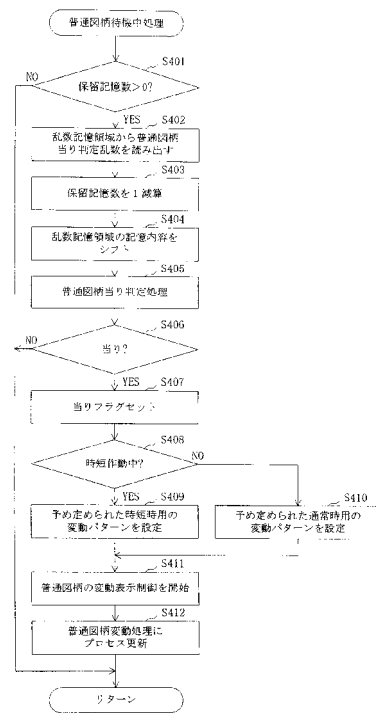 普通図柄待機中処理
S401
NO
保留記憶数>0?
YES
S402
乱数記憶領域から普通図柄
当り判定乱数を読み出す
S403
保留記憶数を1減算
S404
乱数記憶領域の記憶内容を
シフト
S405
普通図柄当り判定処理
S406
NO
当り?
YES
S407
当りフラグセット
S408
時短作動中?
NO
YES
S409
S410
予め定められた時短時用の
変動パターンを設定
予め定められた通常時用の
変動パターンを設定
S411
普通図柄の変動表示制御を開始
S412
普通図柄変動処理に
プロセス更新
リターン